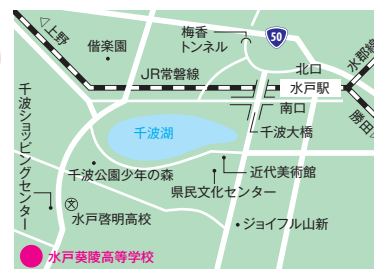 △上野
偕楽園
梅香
トンネル
50
水郡線
北口
JR常磐線
水戸駅
南口
勝田▽
千波湖
千波大橋
千波ショッピングセンター
千波公園少年の森
近代美術館
県民文化センター
文
水戸啓明高校
ジョイフル山新
水戸葵陵高等学校